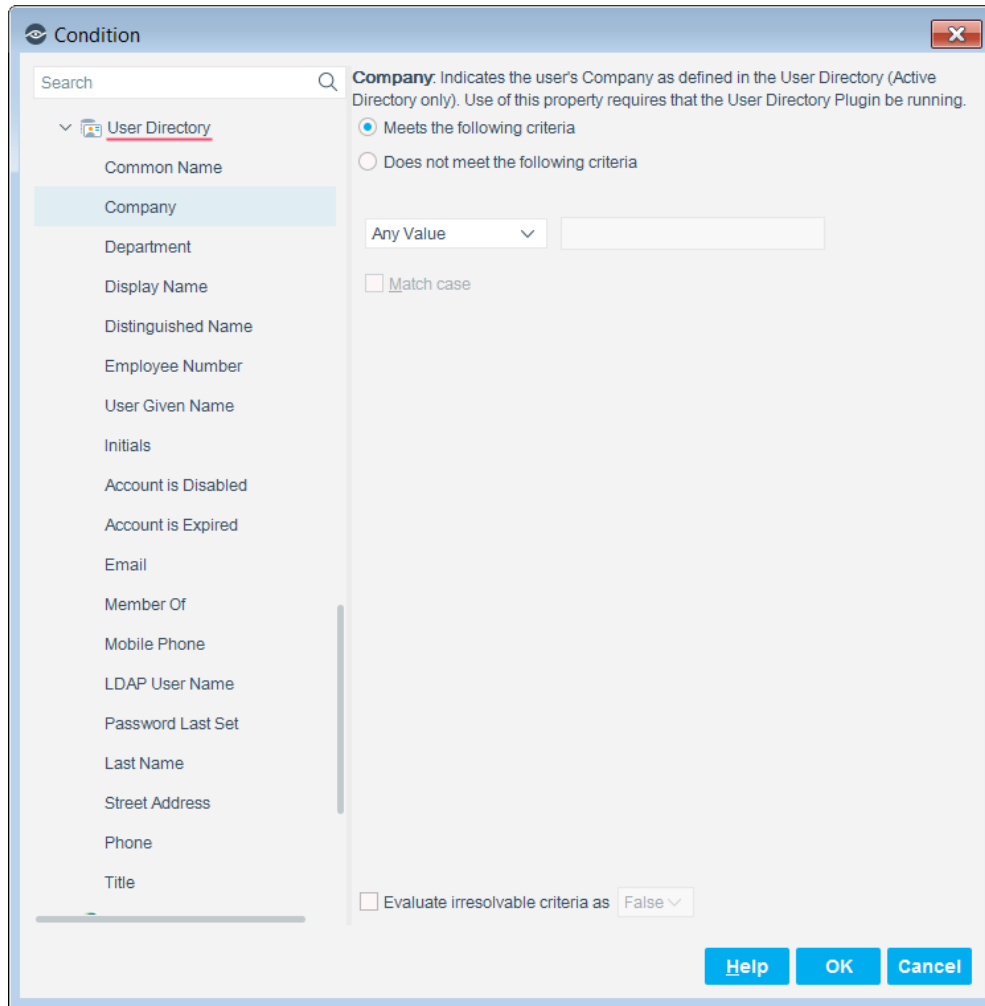 Condition
Search
User Directory
Common Name
Company
Department
Display Name
Distinguished Name
Employee Number
User Given Name
Initials
Account is Disabled
Account is Expired
Email
Member Of
Mobile Phone
LDAP User Name
Password Last Set
Last Name
Street Address
Phone
Title
Company: Indicates the user's Company as defined in the User Directory (Active
Directory only). Use of this property requires that the User Directory Plugin be running.
Meets the following criteria
Does not meet the following criteria
Any Value
Match case
Evaluate irresolvable criteria as False
Help OK Cancel